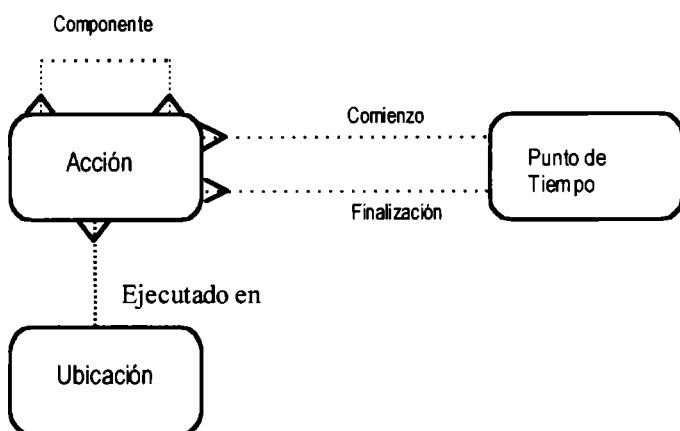 Componente
Comienzo
Acción
Punto de
Tiempo
Finalización
Ejecutado en
Ubicación